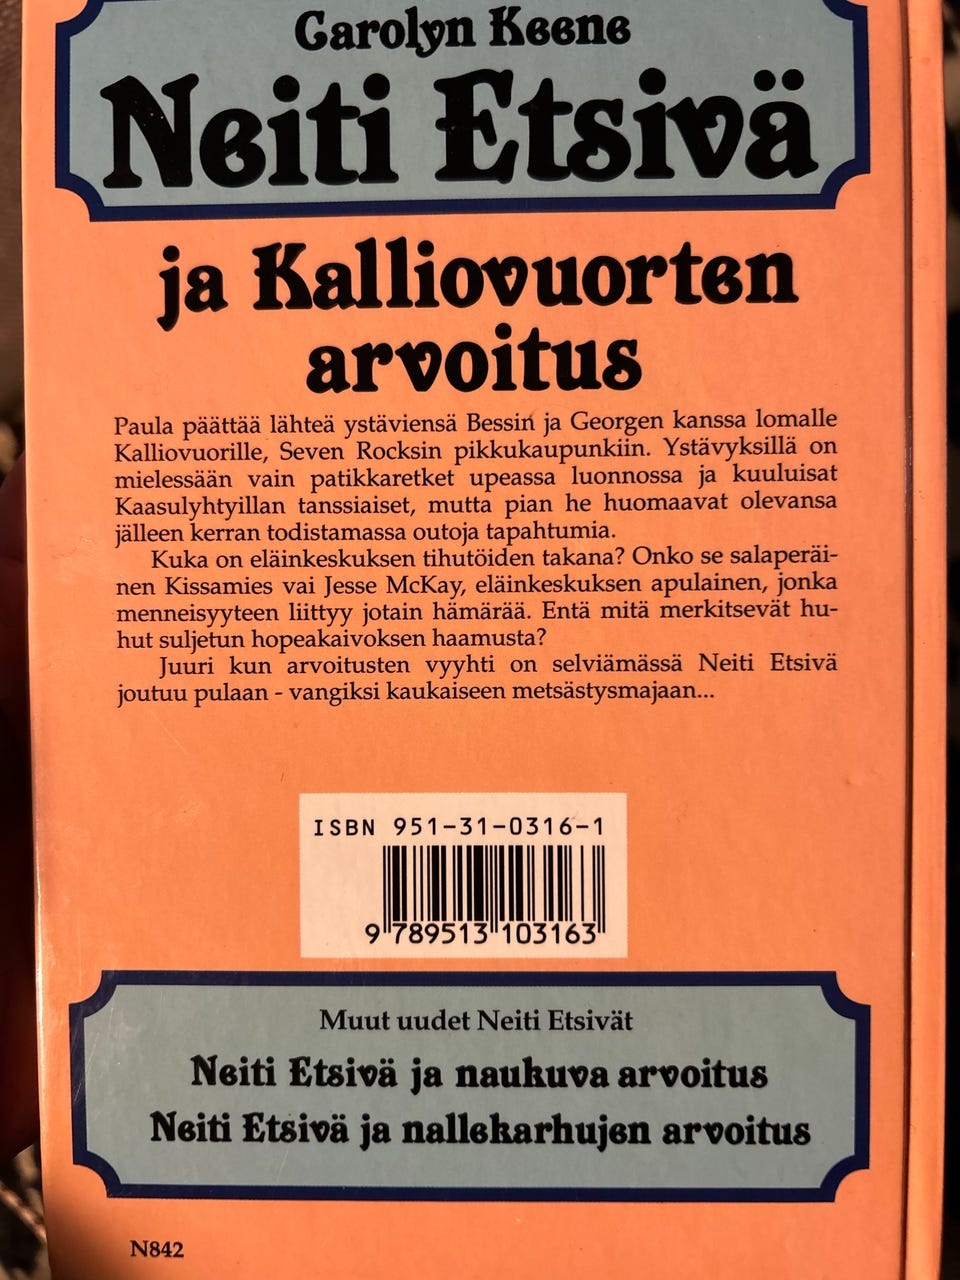 Carolyn Keene
Neiti Etsivä
ja Kalliovuorten
arvoitus
Paula päättää lähteä ystäviensä Bessin ja Georgen kanssa lomalle
Kalliovuorille, Seven Rocksin pikkukaupunkiin. Ystävyksillä on
mielessään vain patikkaretket upeassa luonnossa ja kuuluisat
Kaasulyhtyillan tanssiaiset, mutta pian he huomaavat olevansa
jälleen kerran todistamassa outoja tapahtumia.
Kuka on eläinkeskuksen tihutöiden takana? Onko se salaperäi-
nen Kissamies vai Jesse McKay, eläinkeskuksen apulainen, jonka
menneisyyteen liittyy jotain hämärää. Entä mitä merkitsevät hu-
hut suljetun hopeakaivoksen haamusta?
Juuri kun arvoitusten vyyhti on selviämässä Neiti Etsivä
joutuu pulaan - vangiksi kaukaiseen metsästysmajaan...
ISBN 951-31-0316-1
9 789513 103163
Muut uudet Neiti Etsivät
Neiti Etsivä ja naukuva arvoitus
Neiti Etsivä ja nallekarhujen arvoitus
N842